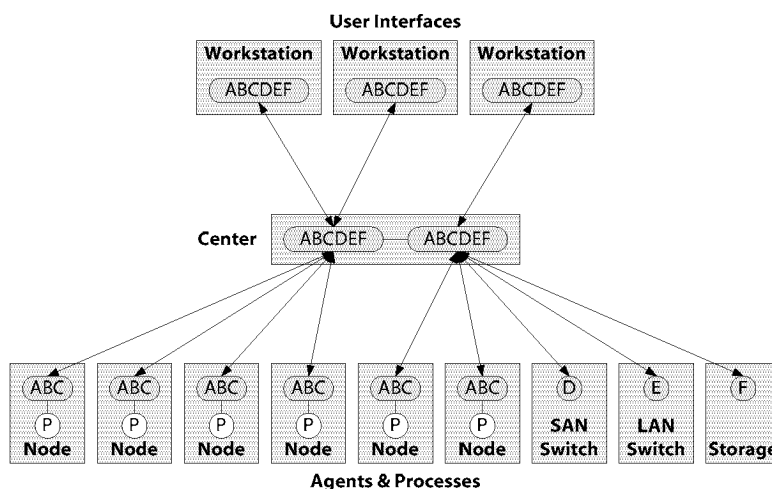 User Interfaces
Workstation Workstation Workstation
ABCDEF ABCDEF ABCDEF
Center ABCDEF ABCDEF
ABC ABC ABC ABC ABC ABC D E F
P P P P P P SAN LAN
Node Node Node Node Node Node Switch Switch Storage
Agents & Processes